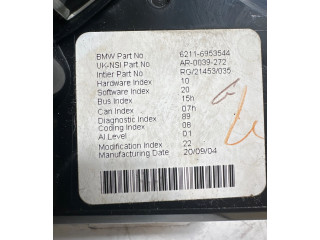 BMW Part No 6211-6953544
UK-NSI Part No AR-0039-272
Intier Part No RG/21453/035
Hardware Index 10
Software Index 20
Bus Index 15h
Can Index 07h
Diagnostic Index 89
Coding Index 08
AI Level 01
Modification Index 22
Manufacturing Date 20/09/04